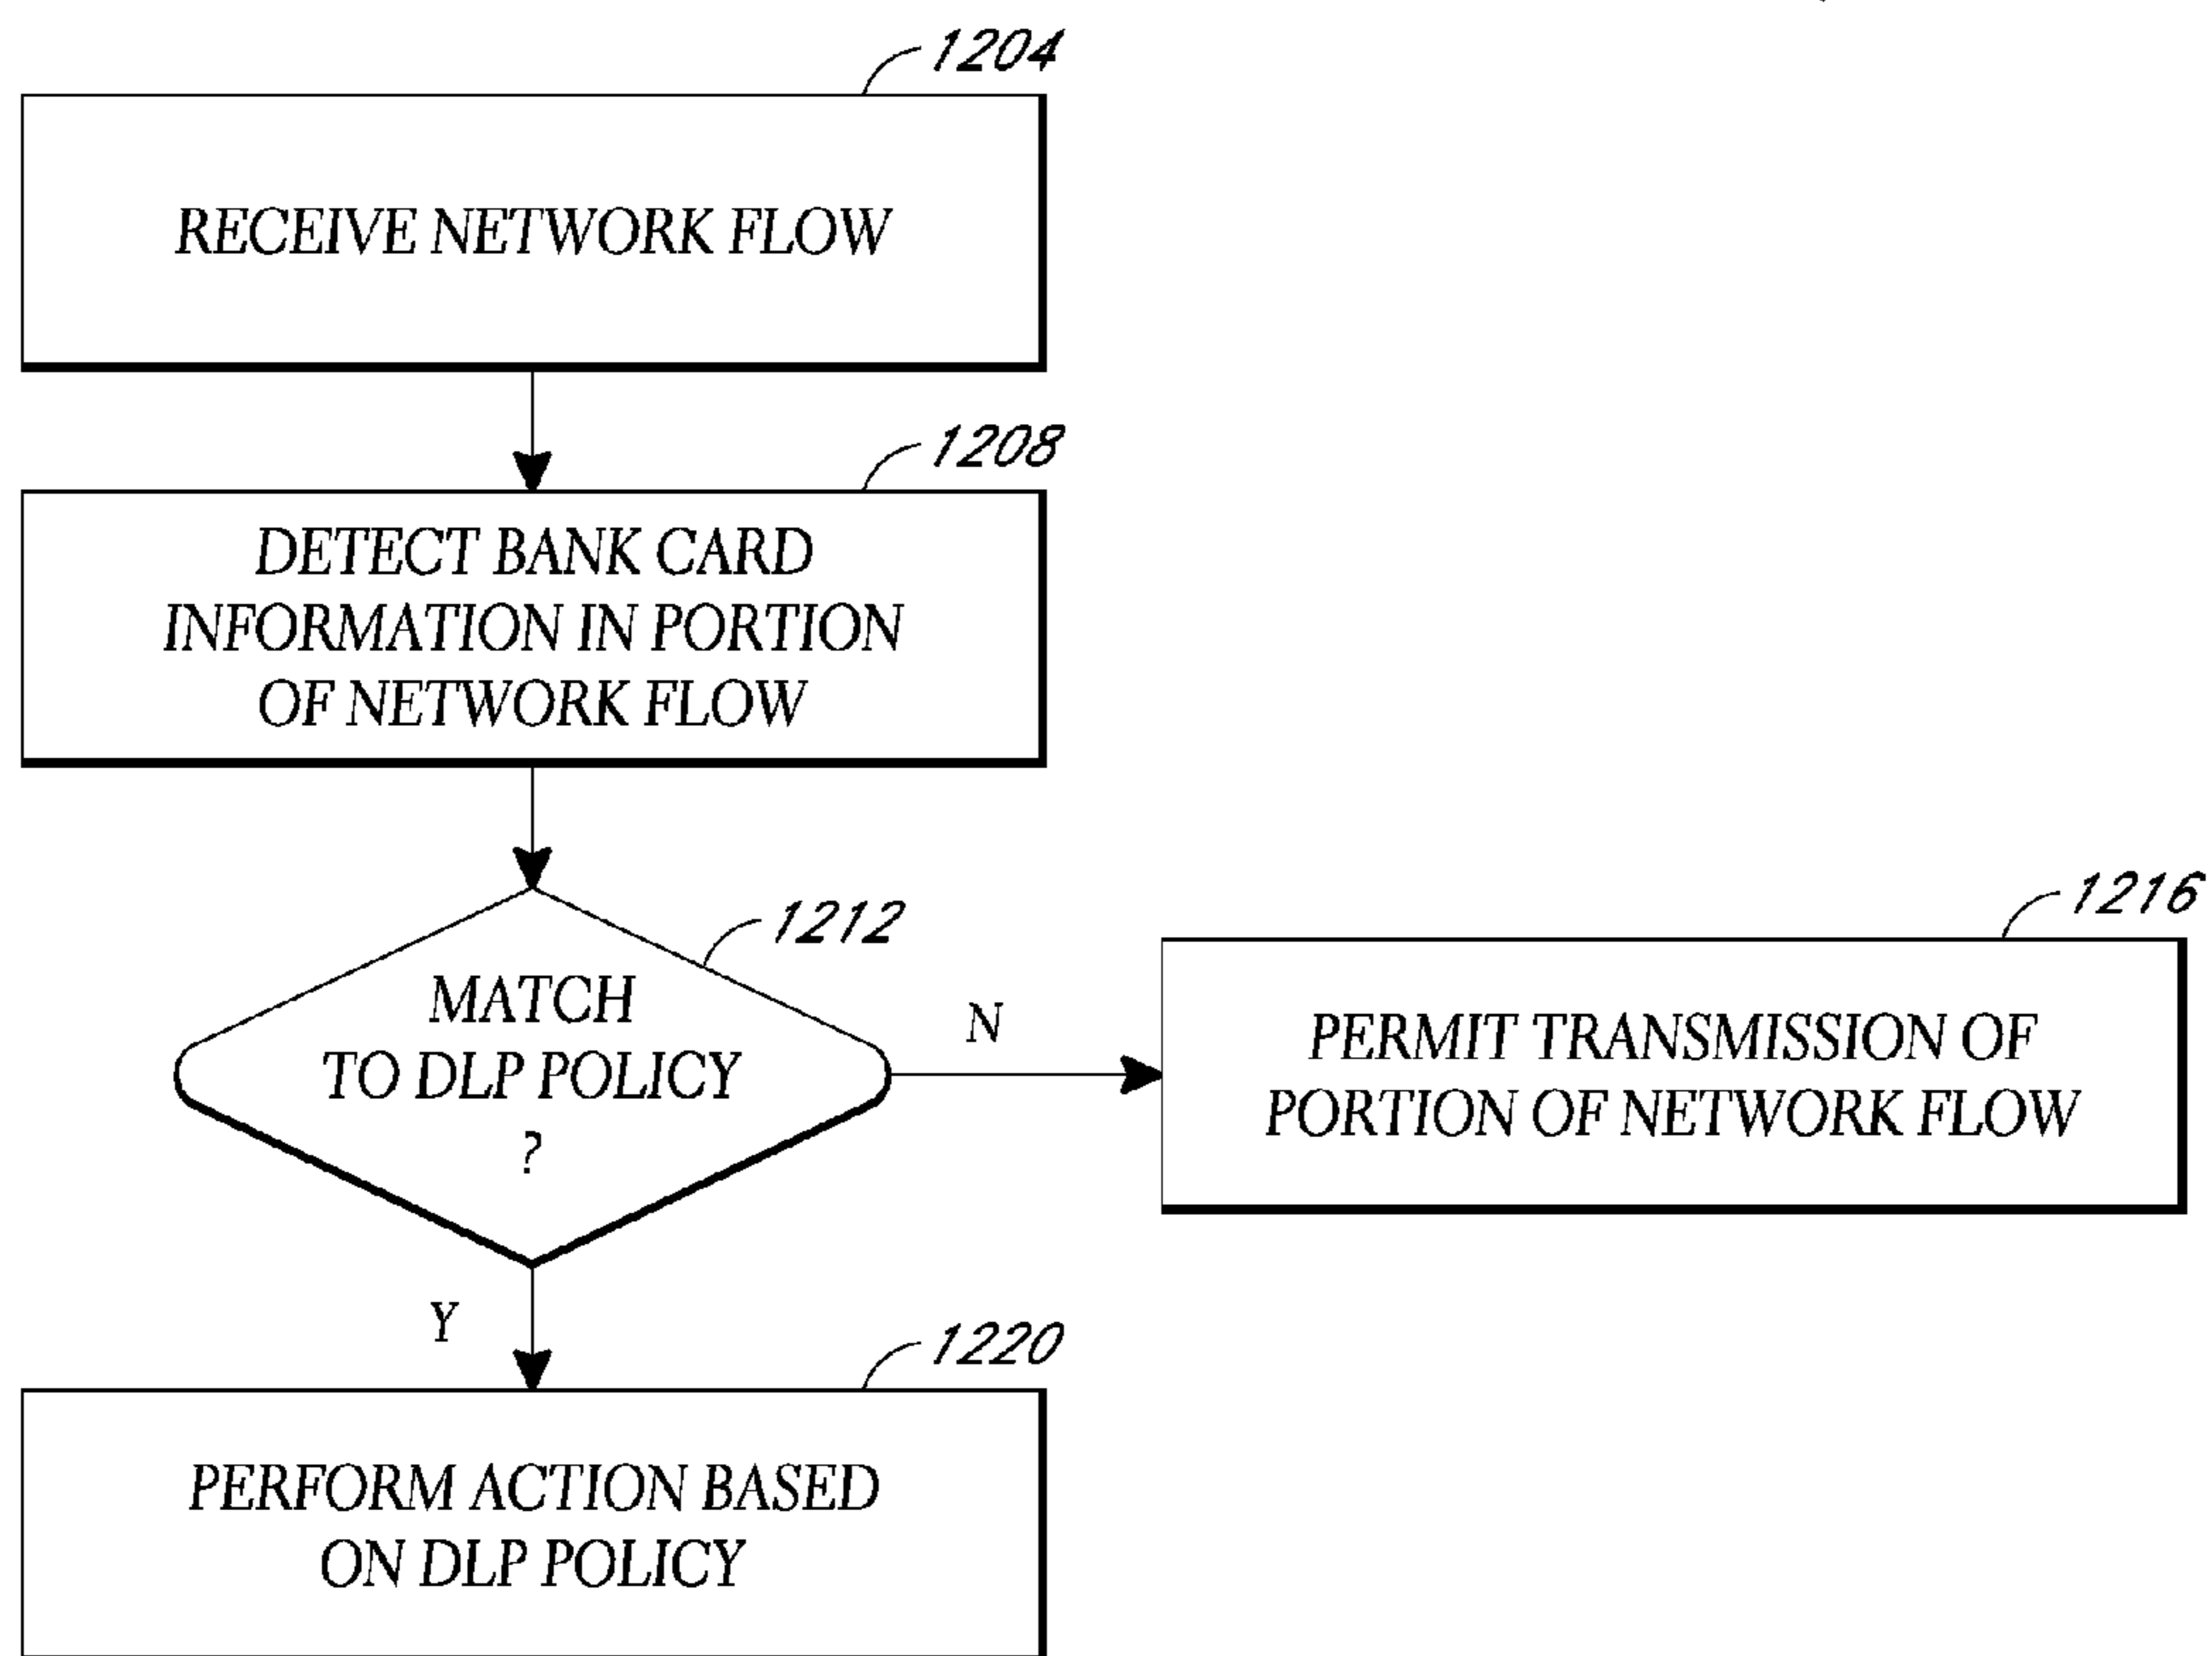 1204
RECEIVE NETWORK FLOW
1208
DETECT BANK CARD
INFORMATION IN PORTION
OF NETWORK FLOW
1212
MATCH
TO DLP POLICY
?
N
1216
PERMIT TRANSMISSION OF
PORTION OF NETWORK FLOW
Y
1220
PERFORM ACTION BASED
ON DLP POLICY